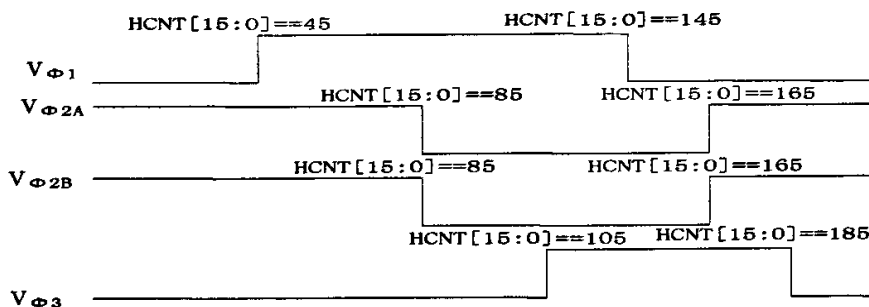 HCNT[15:0]==45 HCNT[15:0]==145
VΦ1
HCNT[15:0]==85 HCNT[15:0]==165
VΦ2A
HCNT[15:0]==85 HCNT[15:0]==165
VΦ2B
HCNT[15:0]==105 HCNT[15:0]==185
VΦ3